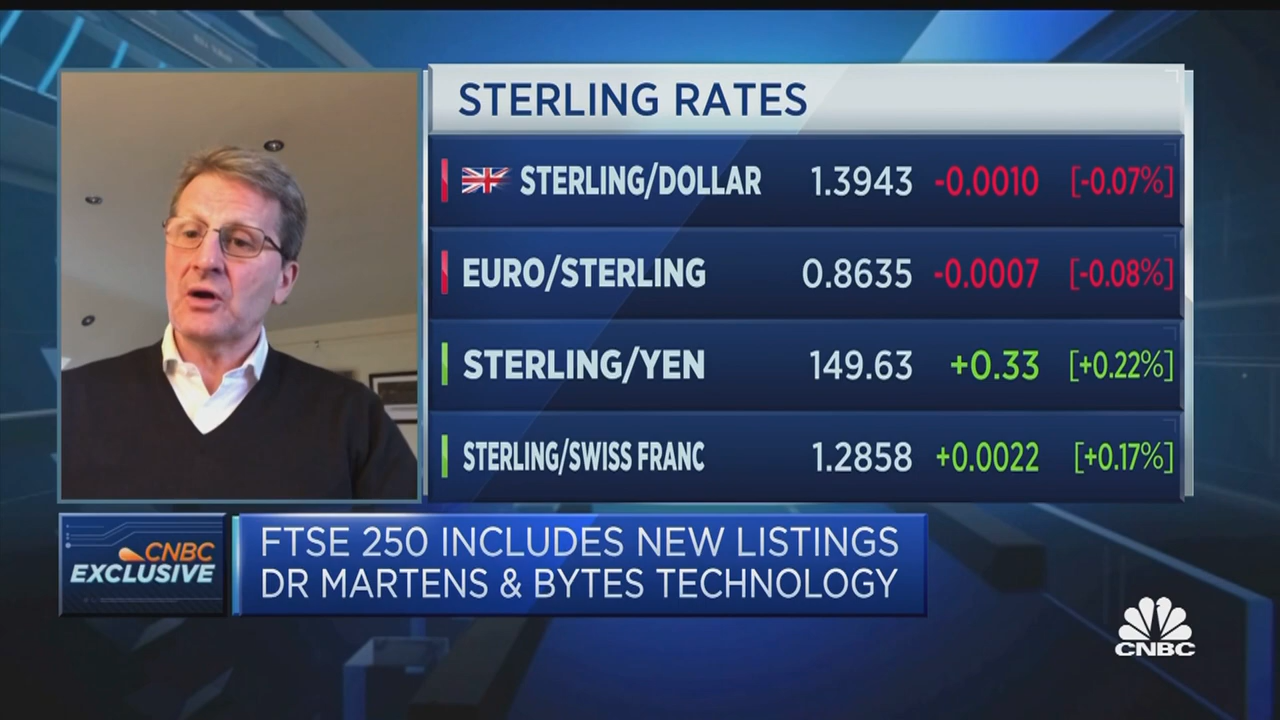 STERLING RATES
STERLING/DOLLAR 1.3943 -0.0010 [-0.07%]
EURO/STERLING 0.8635 -0.0007 [-0.08%]
STERLING/YEN 149.63 +0.33 [+0.22%]
STERLING/SWISS FRANC 1.2858 +0.0022 [+0.17%]
CNBC
EXCLUSIVE
FTSE 250 INCLUDES NEW LISTINGS
DR MARTENS & BYTES TECHNOLOGY
CNBC